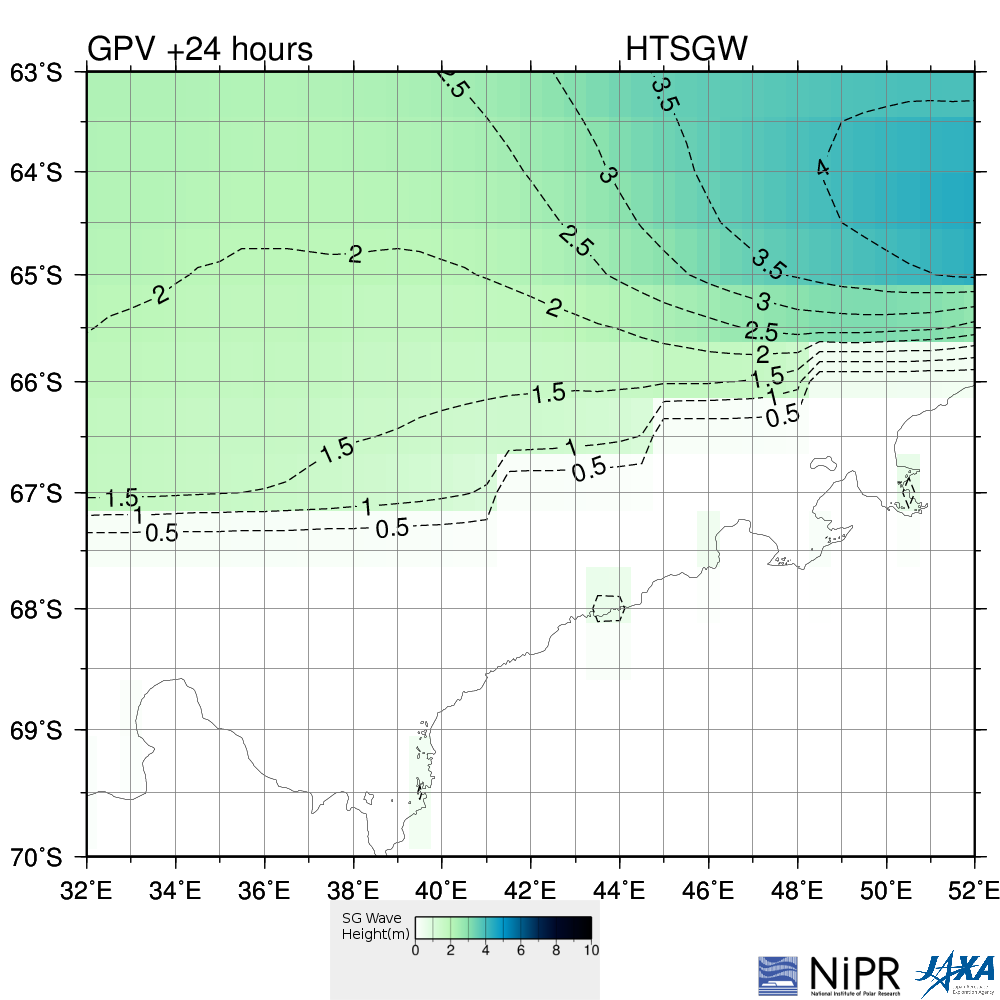 GPV +24 hours HTSGW
63°S
2.5
3.5
64°S
3
4
2.5
2
3.5
65°S
2
2
3
2.5
2
66°S
1.5
1.5
1
0.5
1.5
1
0.5
67°S
1.5
1
1
0.5
0.5
68°S
69°S
70°S
32°E 34°E 36°E 38°E 40°E 42°E 44°E 46°E 48°E 50°E 52°E
SG Wave
Height(m)
0 2 4 6 8 10
NiPR
National Institute of Polar Research
JAXA
Japan Aerospace
Exploration Agency